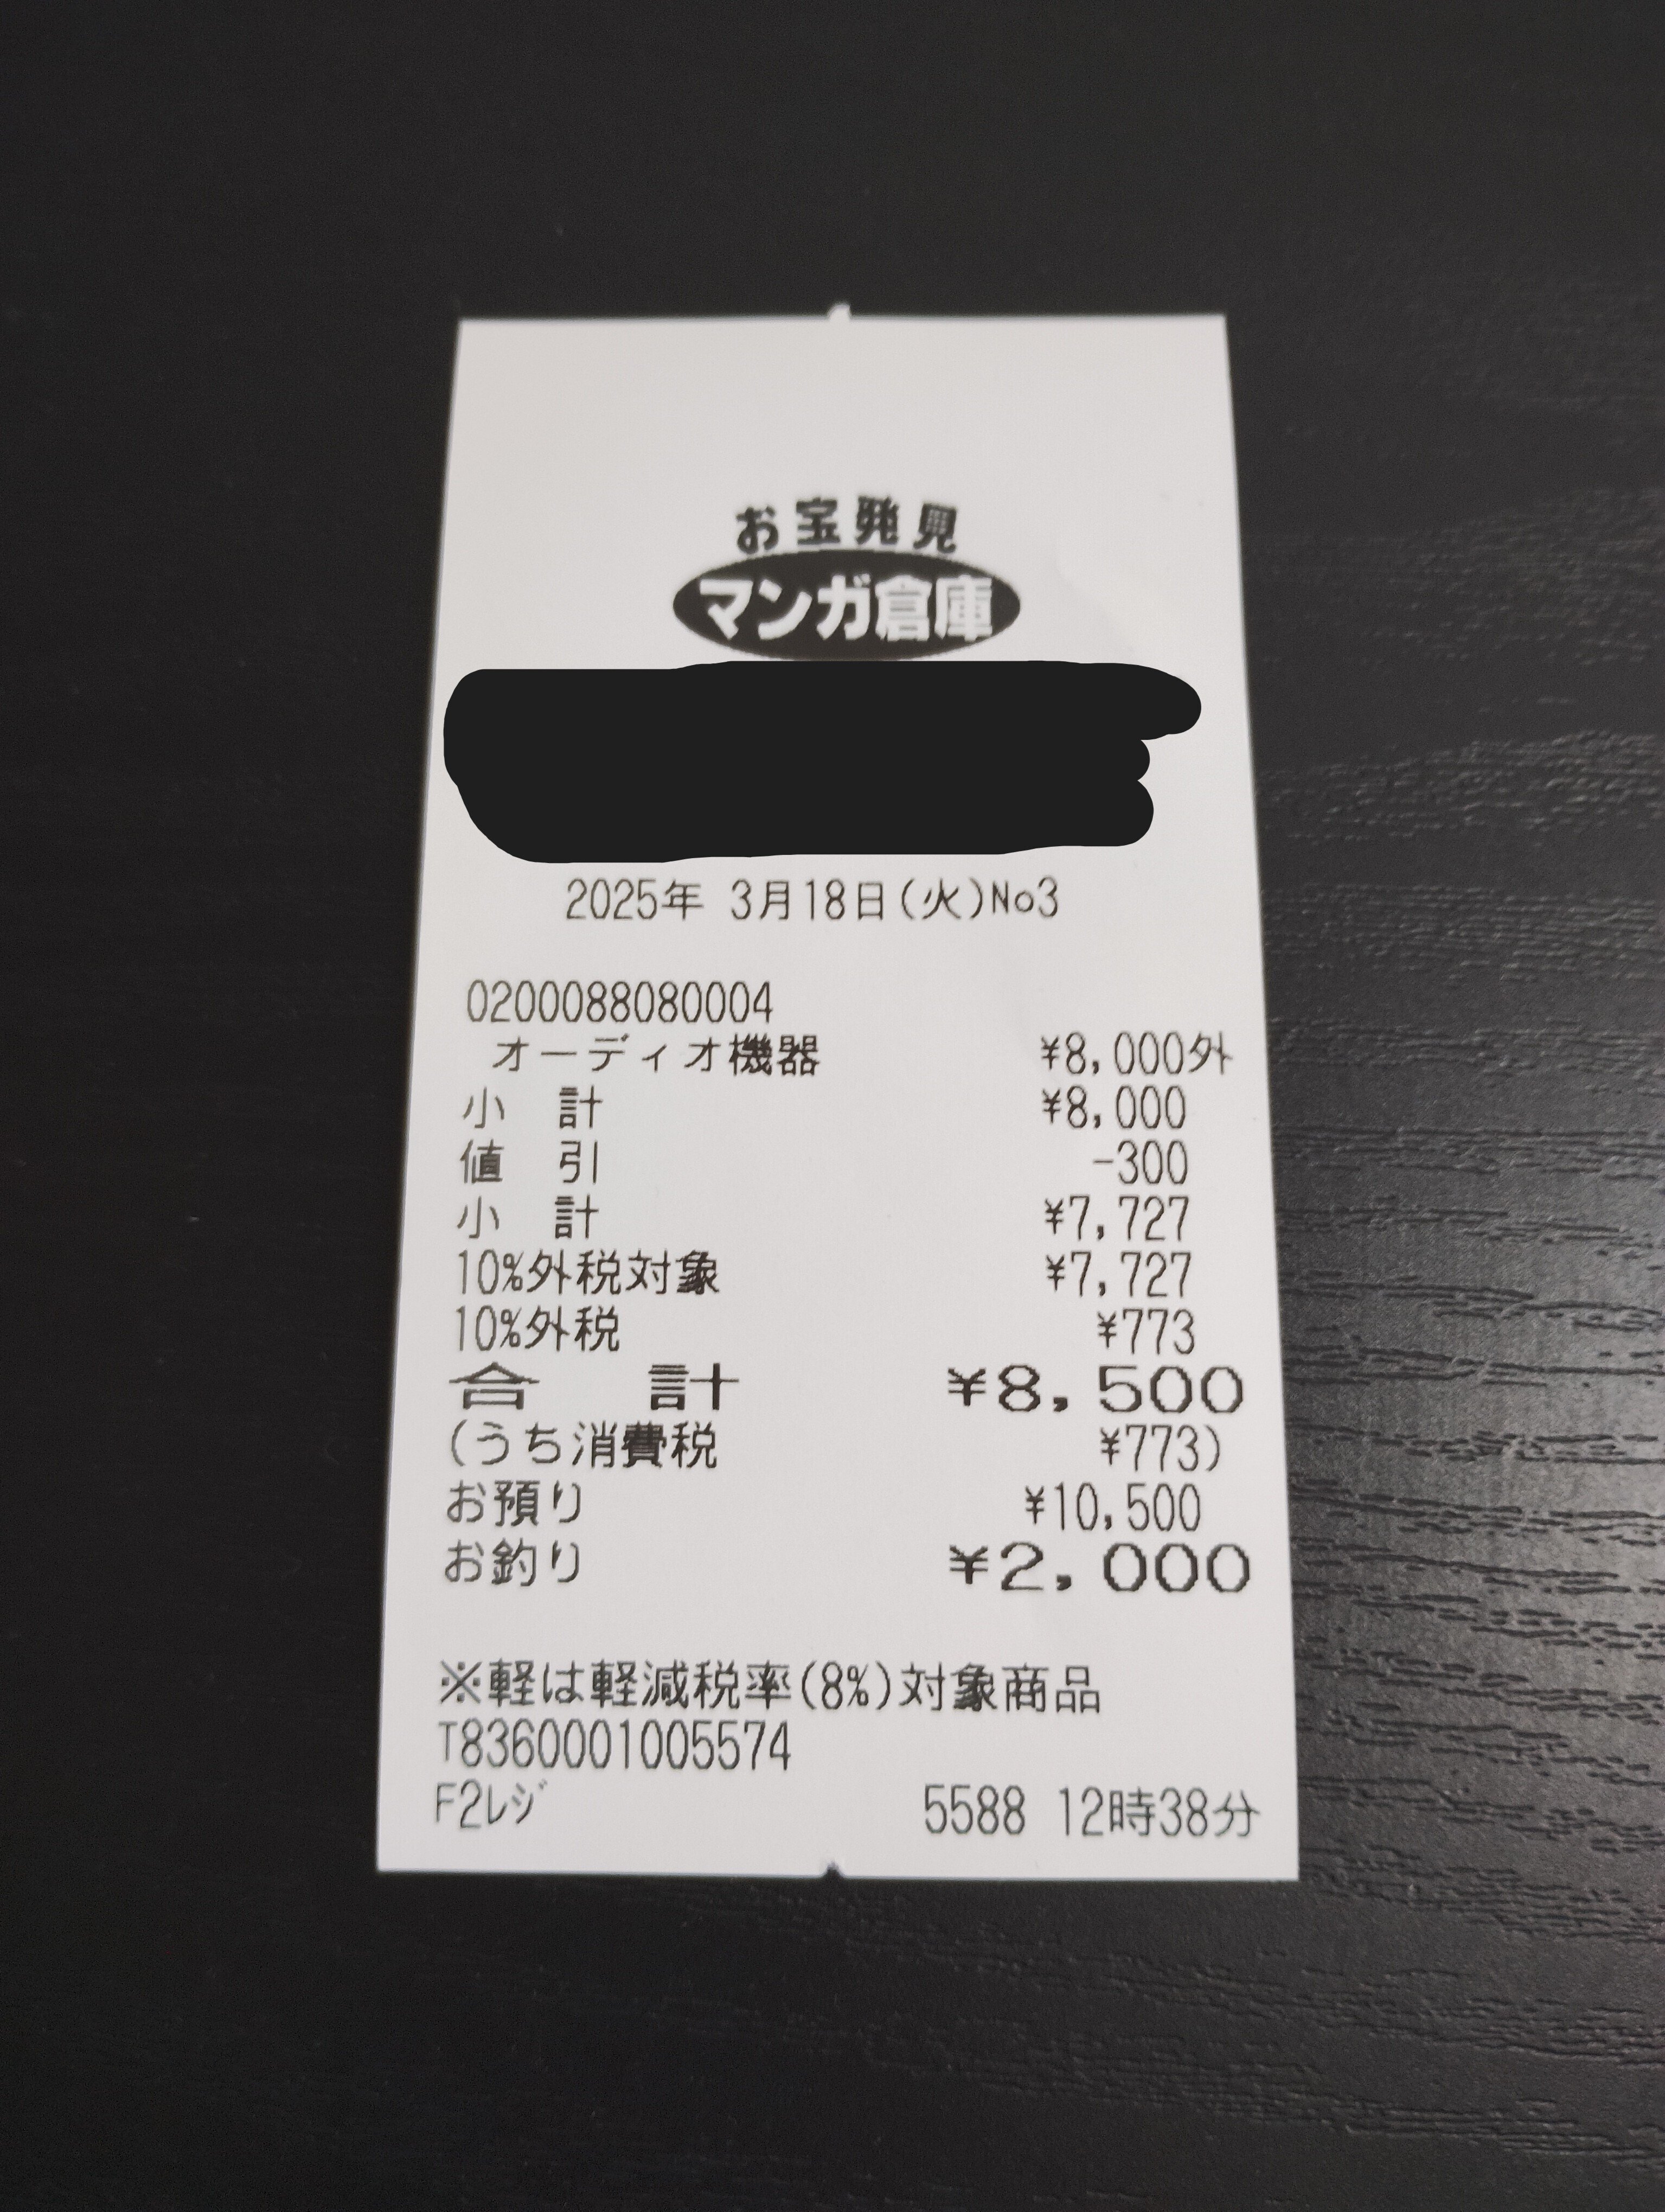 お宝発見
マンガ倉庫
2025年 3月18日(火)No3
0200088080004
オーディオ機器 ¥8,000外
小 計 ¥8,000
値 引 -300
小 計 ¥7,727
10%外税対象 ¥7,727
10%外税 ¥773
合 計 ¥8,500
(うち消費税 ¥773)
お預り ¥10,500
お釣り ¥2,000
※軽は軽減税率(8%)対象商品
T8360001005574
F2レジ 5588 12時38分